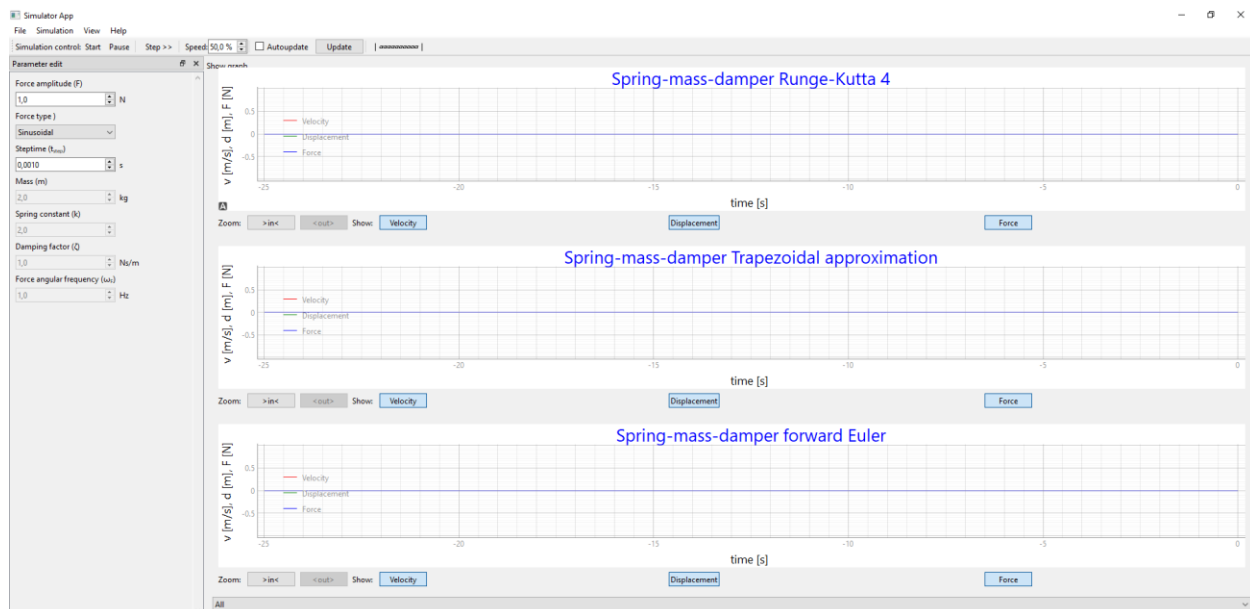 Simulator App
File Simulation View Help
Simulation control: Start Pause Step >> Speed: 50,0 % Autoupdate Update
Parameter edit
Force amplitude (F)
1,0 N
Force type )
Sinusoidal
Steptime
0,0010 s
Mass (m)
2,0 kg
Spring constant (k)
2,0
Damping factor (ζ)
1,0 Ns/m
Force angular frequency
1,0 Hz
Show graph
Spring-mass-damper Runge-Kutta 4
v [m/s], d [m], F [N]
0.5
0
-0.5
Velocity
Displacement
Force
-25 -20 -15 -10 -5 0
time [s]
A
Zoom: >in< <out> Show: Velocity Displacement Force
Spring-mass-damper Trapezoidal approximation
v [m/s], d [m], F [N]
0.5
0
-0.5
Velocity
Displacement
Force
-25 -20 -15 -10 -5 0
time [s]
Zoom: >in< <out> Show: Velocity Displacement Force
Spring-mass-damper forward Euler
v [m/s], d [m], F [N]
0.5
0
-0.5
Velocity
Displacement
Force
-25 -20 -15 -10 -5 0
time [s]
Zoom: >in< <out> Show: Velocity Displacement Force
All